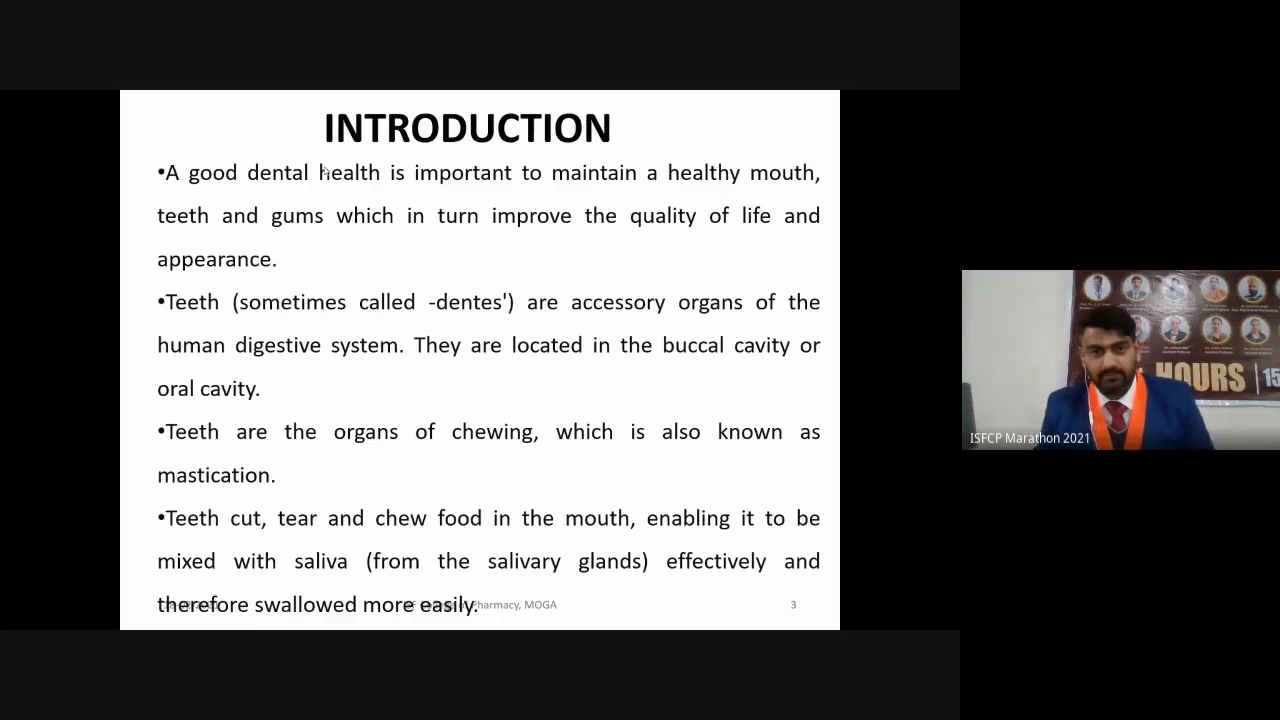 INTRODUCTION
•A good dental health is important to maintain a healthy mouth,
teeth and gums which in turn improve the quality of life and
appearance.
•Teeth (sometimes called -dentes') are accessory organs of the
human digestive system. They are located in the buccal cavity or
oral cavity.
•Teeth are the organs of chewing, which is also known as
mastication.
•Teeth cut, tear and chew food in the mouth, enabling it to be
mixed with saliva (from the salivary glands) effectively and
therefore swallowed more easily.
Pharmacy, MOGA
3
HOURS | 15
ISFCP Marathon 2021